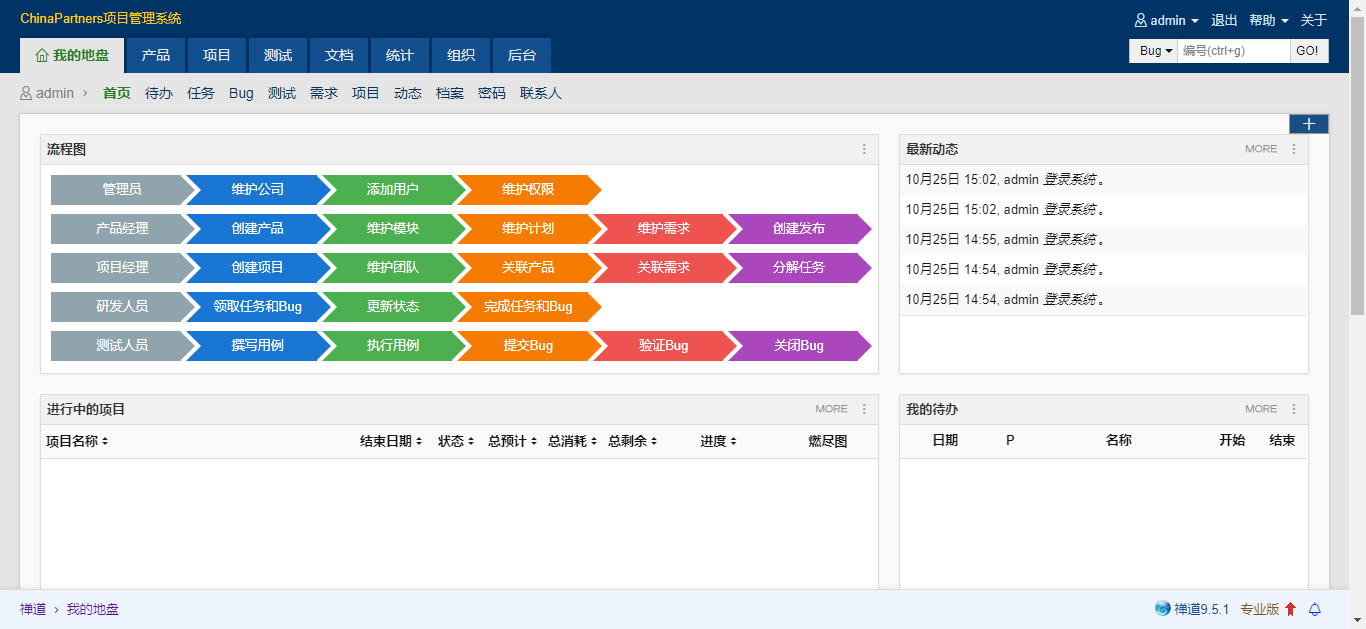 ChinaPartners项目管理系统
admin 退出 帮助 关于
我的地盘 产品 项目 测试 文档 统计 组织 后台
Bug 编号(ctrl+g) GO!
admin › 首页 待办 任务 Bug 测试 需求 项目 动态 档案 密码 联系人
流程图
管理员 维护公司 添加用户 维护权限
产品经理 创建产品 维护模块 维护计划 维护需求 创建发布
项目经理 创建项目 维护团队 关联产品 关联需求 分解任务
研发人员 领取任务和Bug 更新状态 完成任务和Bug
测试人员 撰写用例 执行用例 提交Bug 验证Bug 关闭Bug
最新动态 MORE
10月25日 15:02, admin 登录系统。
10月25日 15:02, admin 登录系统。
10月25日 14:55, admin 登录系统。
10月25日 14:54, admin 登录系统。
10月25日 14:54, admin 登录系统。
进行中的项目 MORE
项目名称 结束日期 状态 总预计 总消耗 总剩余 进度 燃尽图
我的待办 MORE
日期 P 名称 开始 结束
禅道 › 我的地盘
禅道9.5.1 专业版